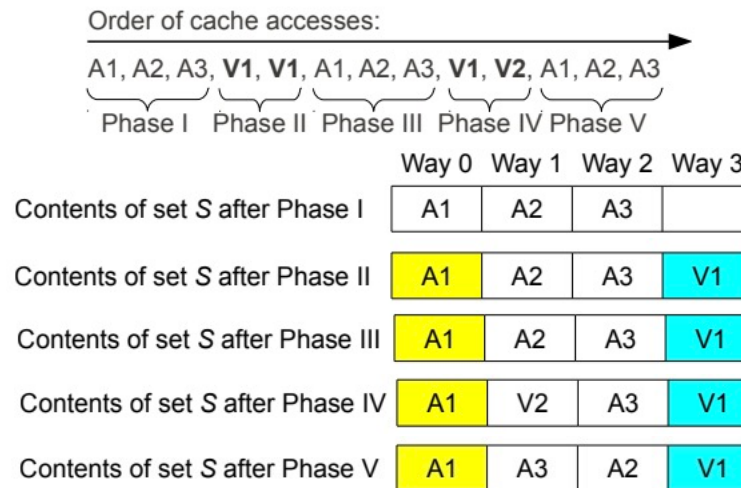 Order of cache accesses:
A1, A2, A3, V1, V1, A1, A2, A3, V1, V2, A1, A2, A3
Phase I Phase II Phase III Phase IV Phase V
Way 0 Way 1 Way 2 Way 3
Contents of set S after Phase I A1 A2 A3
Contents of set S after Phase II A1 A2 A3 V1
Contents of set S after Phase III A1 A2 A3 V1
Contents of set S after Phase IV A1 V2 A3 V1
Contents of set S after Phase V A1 A3 A2 V1